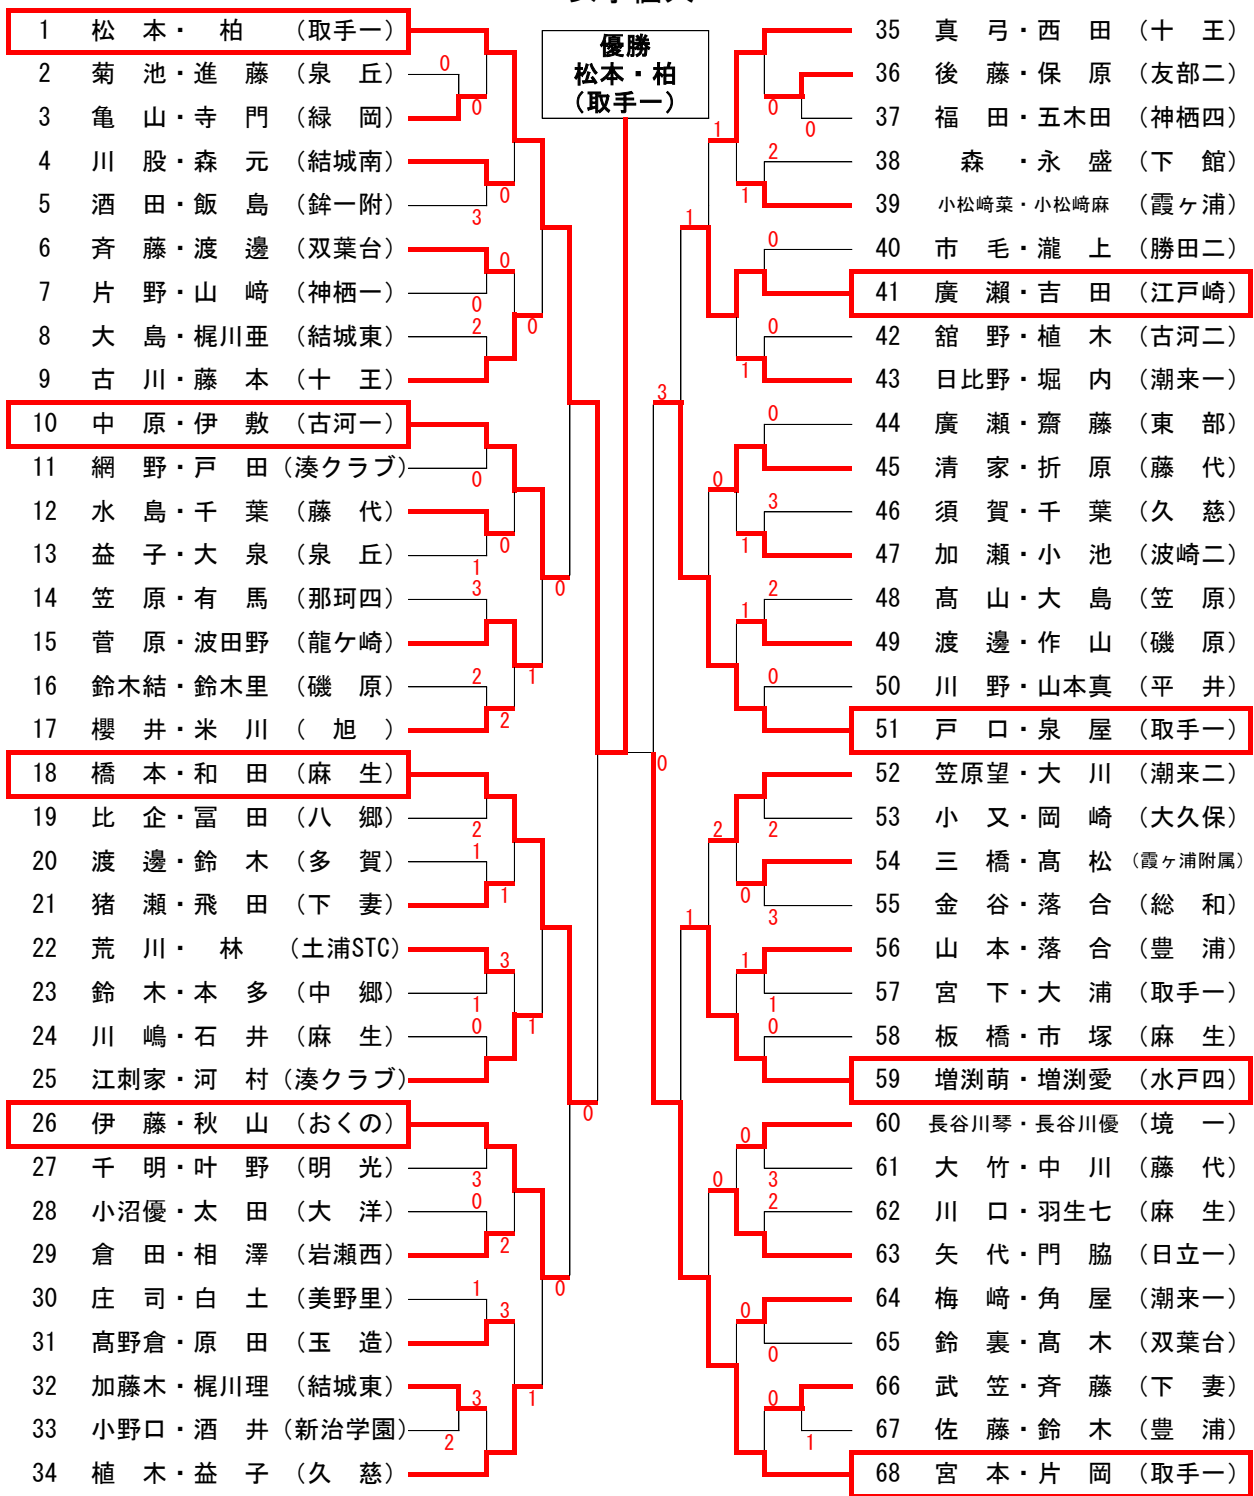 優勝
松本・柏
(取手一)
1 松 本・ 柏 (取手一)
2 菊 池・進 藤 (泉 丘)
3 亀 山・寺 門 (緑 岡)
4 川 股・森 元 (結城南)
5 酒 田・飯 島 (鉾一附)
6 斉 藤・渡 邊 (双葉台)
7 片 野・山 﨑 (神栖一)
8 大 島・梶川亜 (結城東)
9 古 川・藤 本 (十 王)
10 中 原・伊 敷 (古河一)
11 網 野・戸 田 (湊クラブ)
12 水 島・千 葉 (藤 代)
13 益 子・大 泉 (泉 丘)
14 笠 原・有 馬 (那珂四)
15 菅 原・波田野 (龍ケ崎)
16 鈴木結・鈴木里 (磯 原)
17 櫻 井・米 川 ( 旭 )
18 橋 本・和 田 (麻 生)
19 比 企・冨 田 (八 郷)
20 渡 邊・鈴 木 (多 賀)
21 猪 瀬・飛 田 (下 妻)
22 荒 川・ 林 (土浦STC)
23 鈴 木・本 多 (中 郷)
24 川 嶋・石 井 (麻 生)
25 江刺家・河 村 (湊クラブ)
26 伊 藤・秋 山 (おくの)
27 千 明・叶 野 (明 光)
28 小沼優・太 田 (大 洋)
29 倉 田・相 澤 (岩瀬西)
30 庄 司・白 土 (美野里)
31 髙野倉・原 田 (玉 造)
32 加藤木・梶川理 (結城東)
33 小野口・酒 井 (新治学園)
34 植 木・益 子 (久 慈)
35 真 弓・西 田 (十 王)
36 後 藤・保 原 (友部二)
37 福 田・五木田 (神栖四)
38 森 ・永 盛 (下 館)
39 小松﨑菜・小松﨑麻 (霞ヶ浦)
40 市 毛・瀧 上 (勝田二)
41 廣 瀨・吉 田 (江戸崎)
42 舘 野・植 木 (古河二)
43 日比野・堀 内 (潮来一)
44 廣 瀬・齋 藤 (東 部)
45 清 家・折 原 (藤 代)
46 須 賀・千 葉 (久 慈)
47 加 瀬・小 池 (波崎二)
48 髙 山・大 島 (笠 原)
49 渡 邊・作 山 (磯 原)
50 川 野・山本真 (平 井)
51 戸 口・泉 屋 (取手一)
52 笠原望・大 川 (潮来二)
53 小 又・岡 崎 (大久保)
54 三 橋・髙 松 (霞ヶ浦附属)
55 金 谷・落 合 (総 和)
56 山 本・落 合 (豊 浦)
57 宮 下・大 浦 (取手一)
58 板 橋・市 塚 (麻 生)
59 増渕萌・増渕愛 (水戸四)
60 長谷川琴・長谷川優 (境 一)
61 大 竹・中 川 (藤 代)
62 川 口・羽生七 (麻 生)
63 矢 代・門 脇 (日立一)
64 梅 﨑・角 屋 (潮来一)
65 鈴 裏・髙 木 (双葉台)
66 武 笠・斉 藤 (下 妻)
67 佐 藤・鈴 木 (豊 浦)
68 宮 本・片 岡 (取手一)